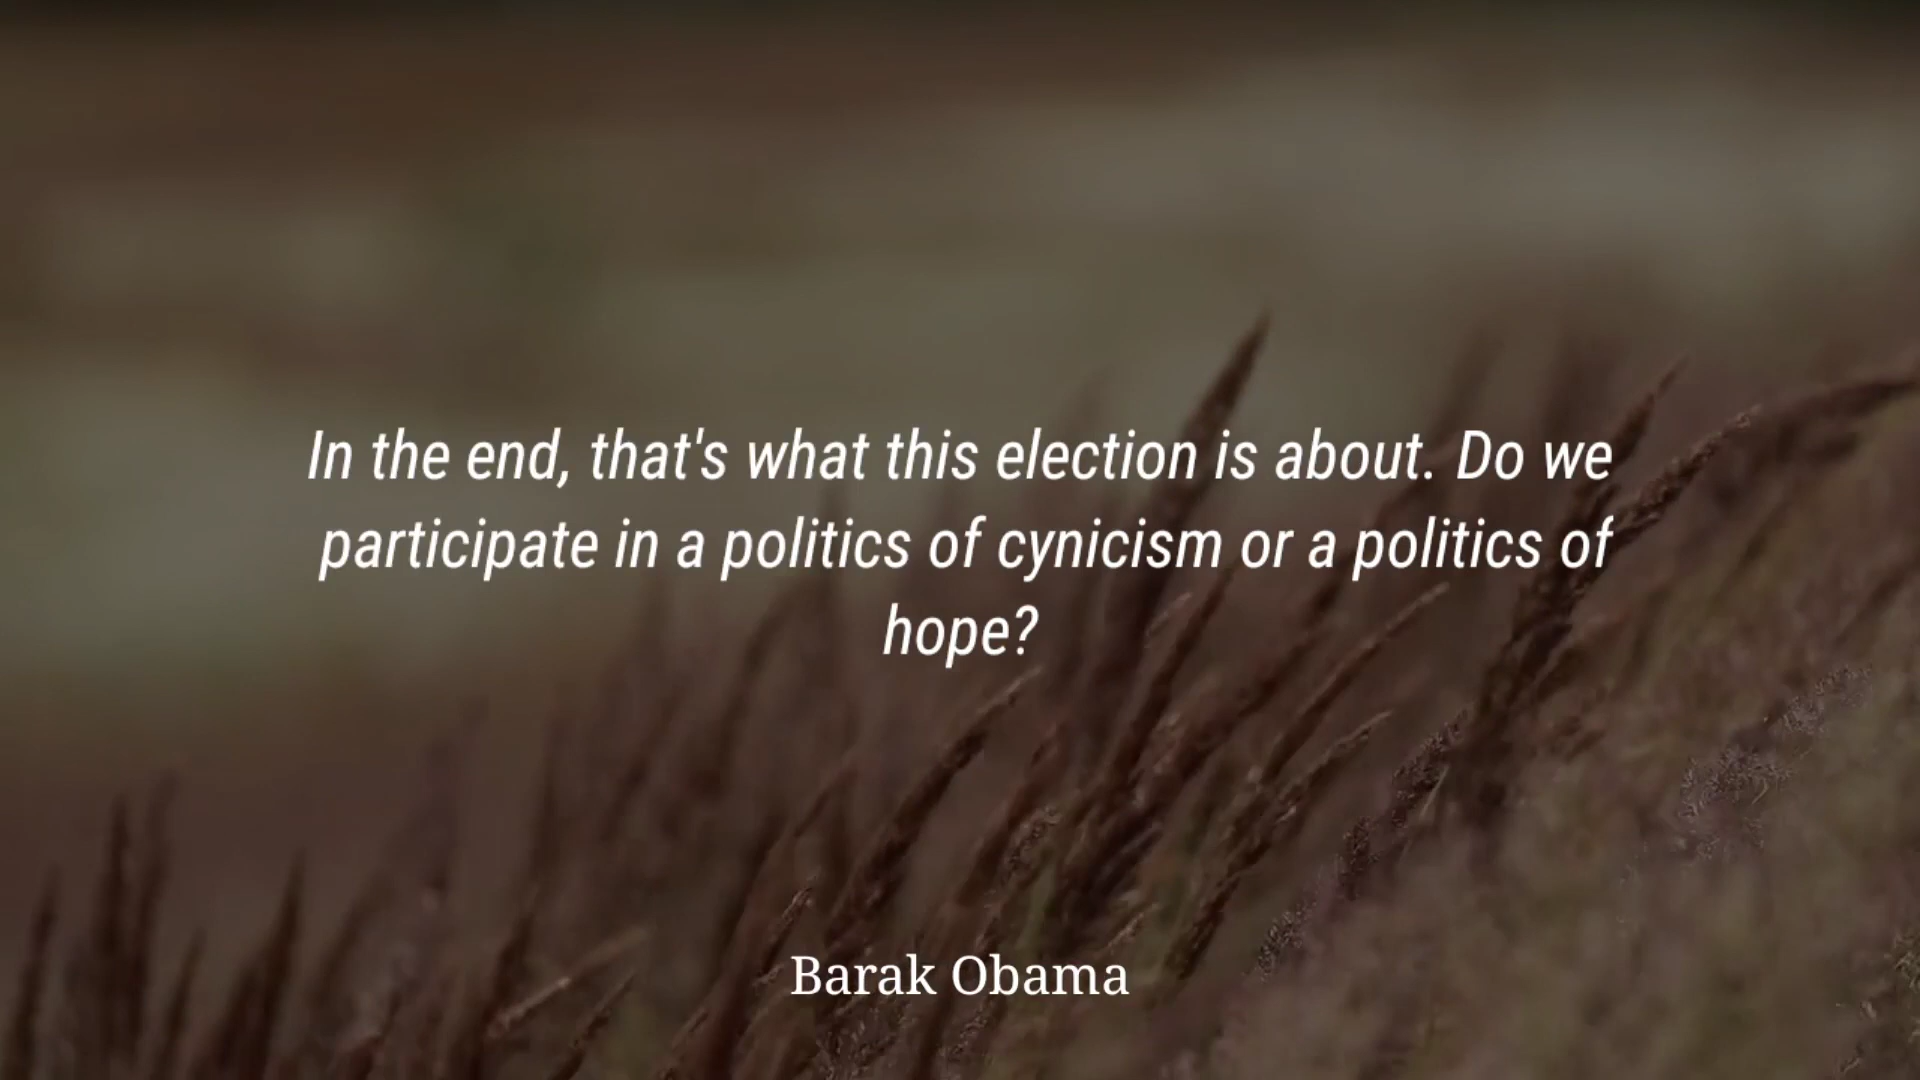 In the end, that's what this election is about. Do we
participate in a politics of cynicism or a politics of
hope?
Barak Obama